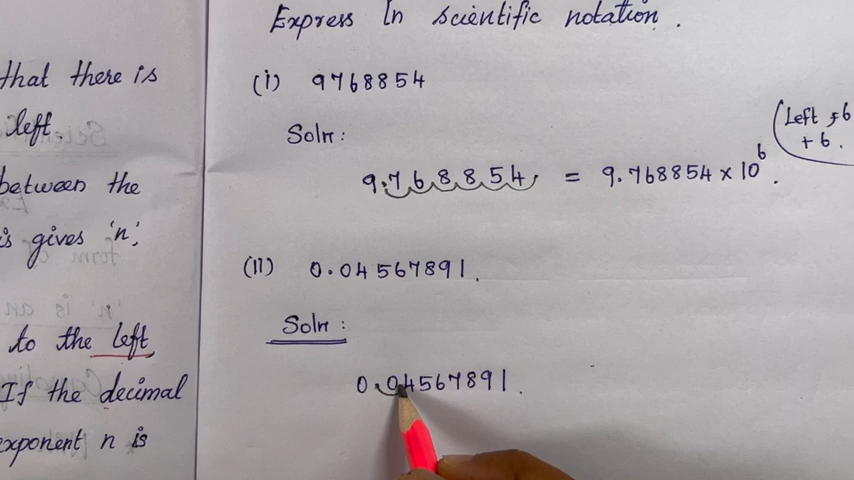 that there is
left.
between the
is gives 'n'.
to the left
If the decimal
exponent n is
Express In scientific notation.
(i) 9768854
Soln:
9.768854. = 9.768854 × 10^6.
(Left
+6.
(ii) 0.04567891.
Soln:
0.04567891.